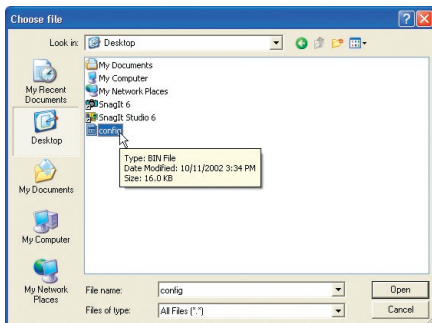 Choose file
Look in:
Desktop
My Recent
Documents
Desktop
My Documents
My Computer
My Network
Places
My Documents
My Computer
My Network Places
SnagIt 6
SnagIt Studio 6
config
Type: BIN File
Date Modified: 10/11/2002 3:34 PM
Size: 16.0 KB
File name:
config
Open
Files of type:
All Files (*.*)
Cancel